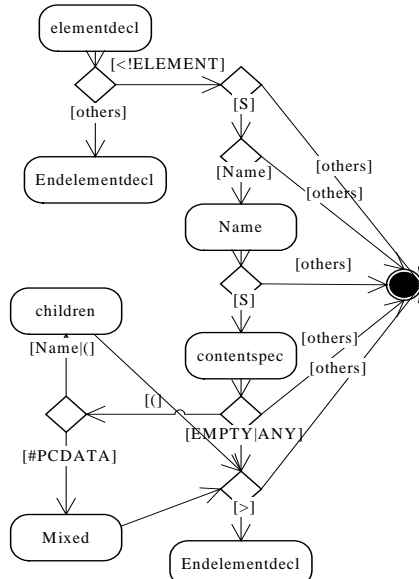 elementdecl
[<!ELEMENT]
[S]
[others]
[others]
Endelementdecl
[Name]
[others]
Name
[others]
[S]
children
[others]
[Name|(]
contentspec
[others]
[(]
[EMPTY|ANY]
[#PCDATA]
[>]
Mixed
Endelementdecl